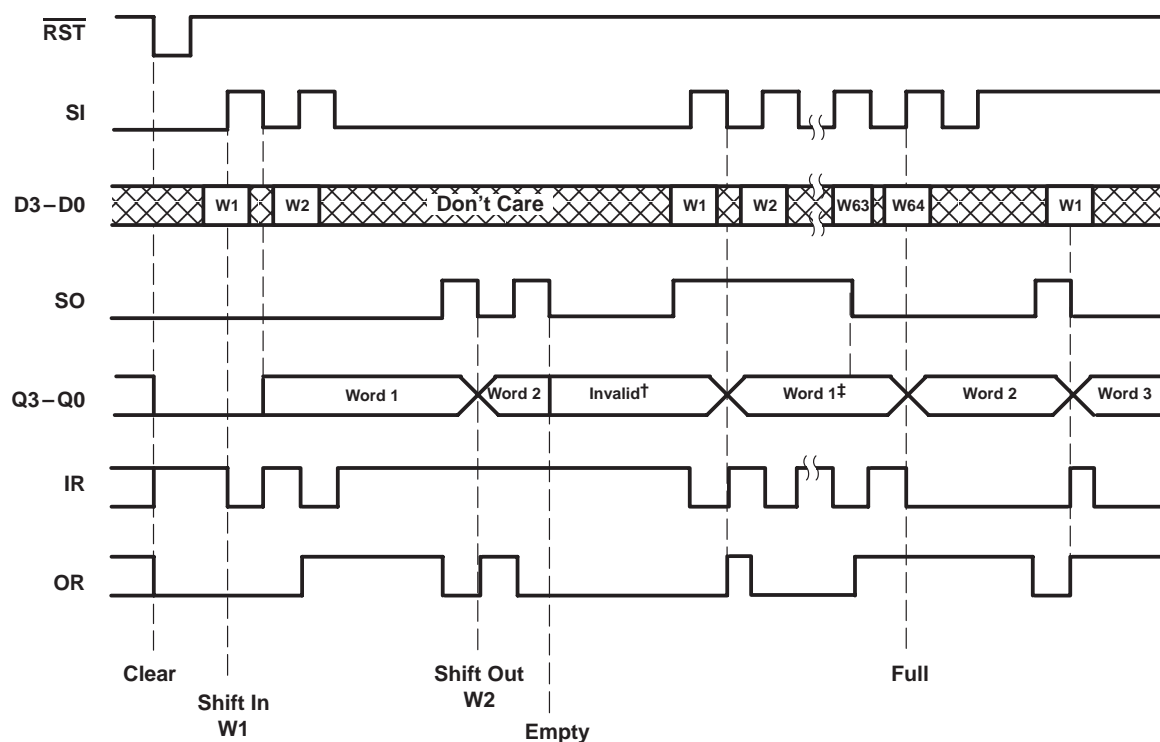 RST
SI
D3–D0 W1 W2 Don't Care W1 W2 W63 W64 W1
SO
Q3–Q0 Word 1 Word 2 Invalid† Word 1‡ Word 2 Word 3
IR
OR
Clear
Shift In
W1
Shift Out
W2
Empty
Full